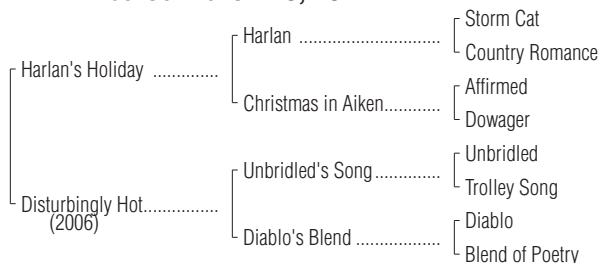 Storm Cat
Harlan ................................
Country Romance
Harlan's Holiday ...............
Affirmed
Christmas in Aiken.............
Dowager
Unbridled
Unbridled's Song...............
Trolley Song
Disturbingly Hot.................
(2006)
Diablo
Diablo's Blend ...................
Blend of Poetry